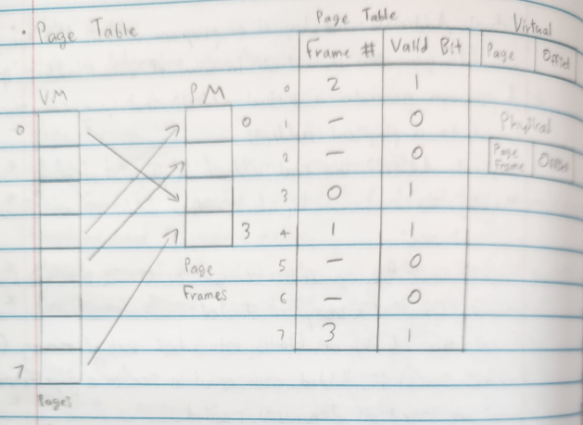 • Page Table
VM
0
7
Pages
PM
0
3
Page
Frames
Page Table
Frame # Valid Bit
0 2 1
1 – 0
2 – 0
3 0 1
4 1 1
5 – 0
6 – 0
7 3 1
Virtual
Page Offset
Physical
Page Frame Offset